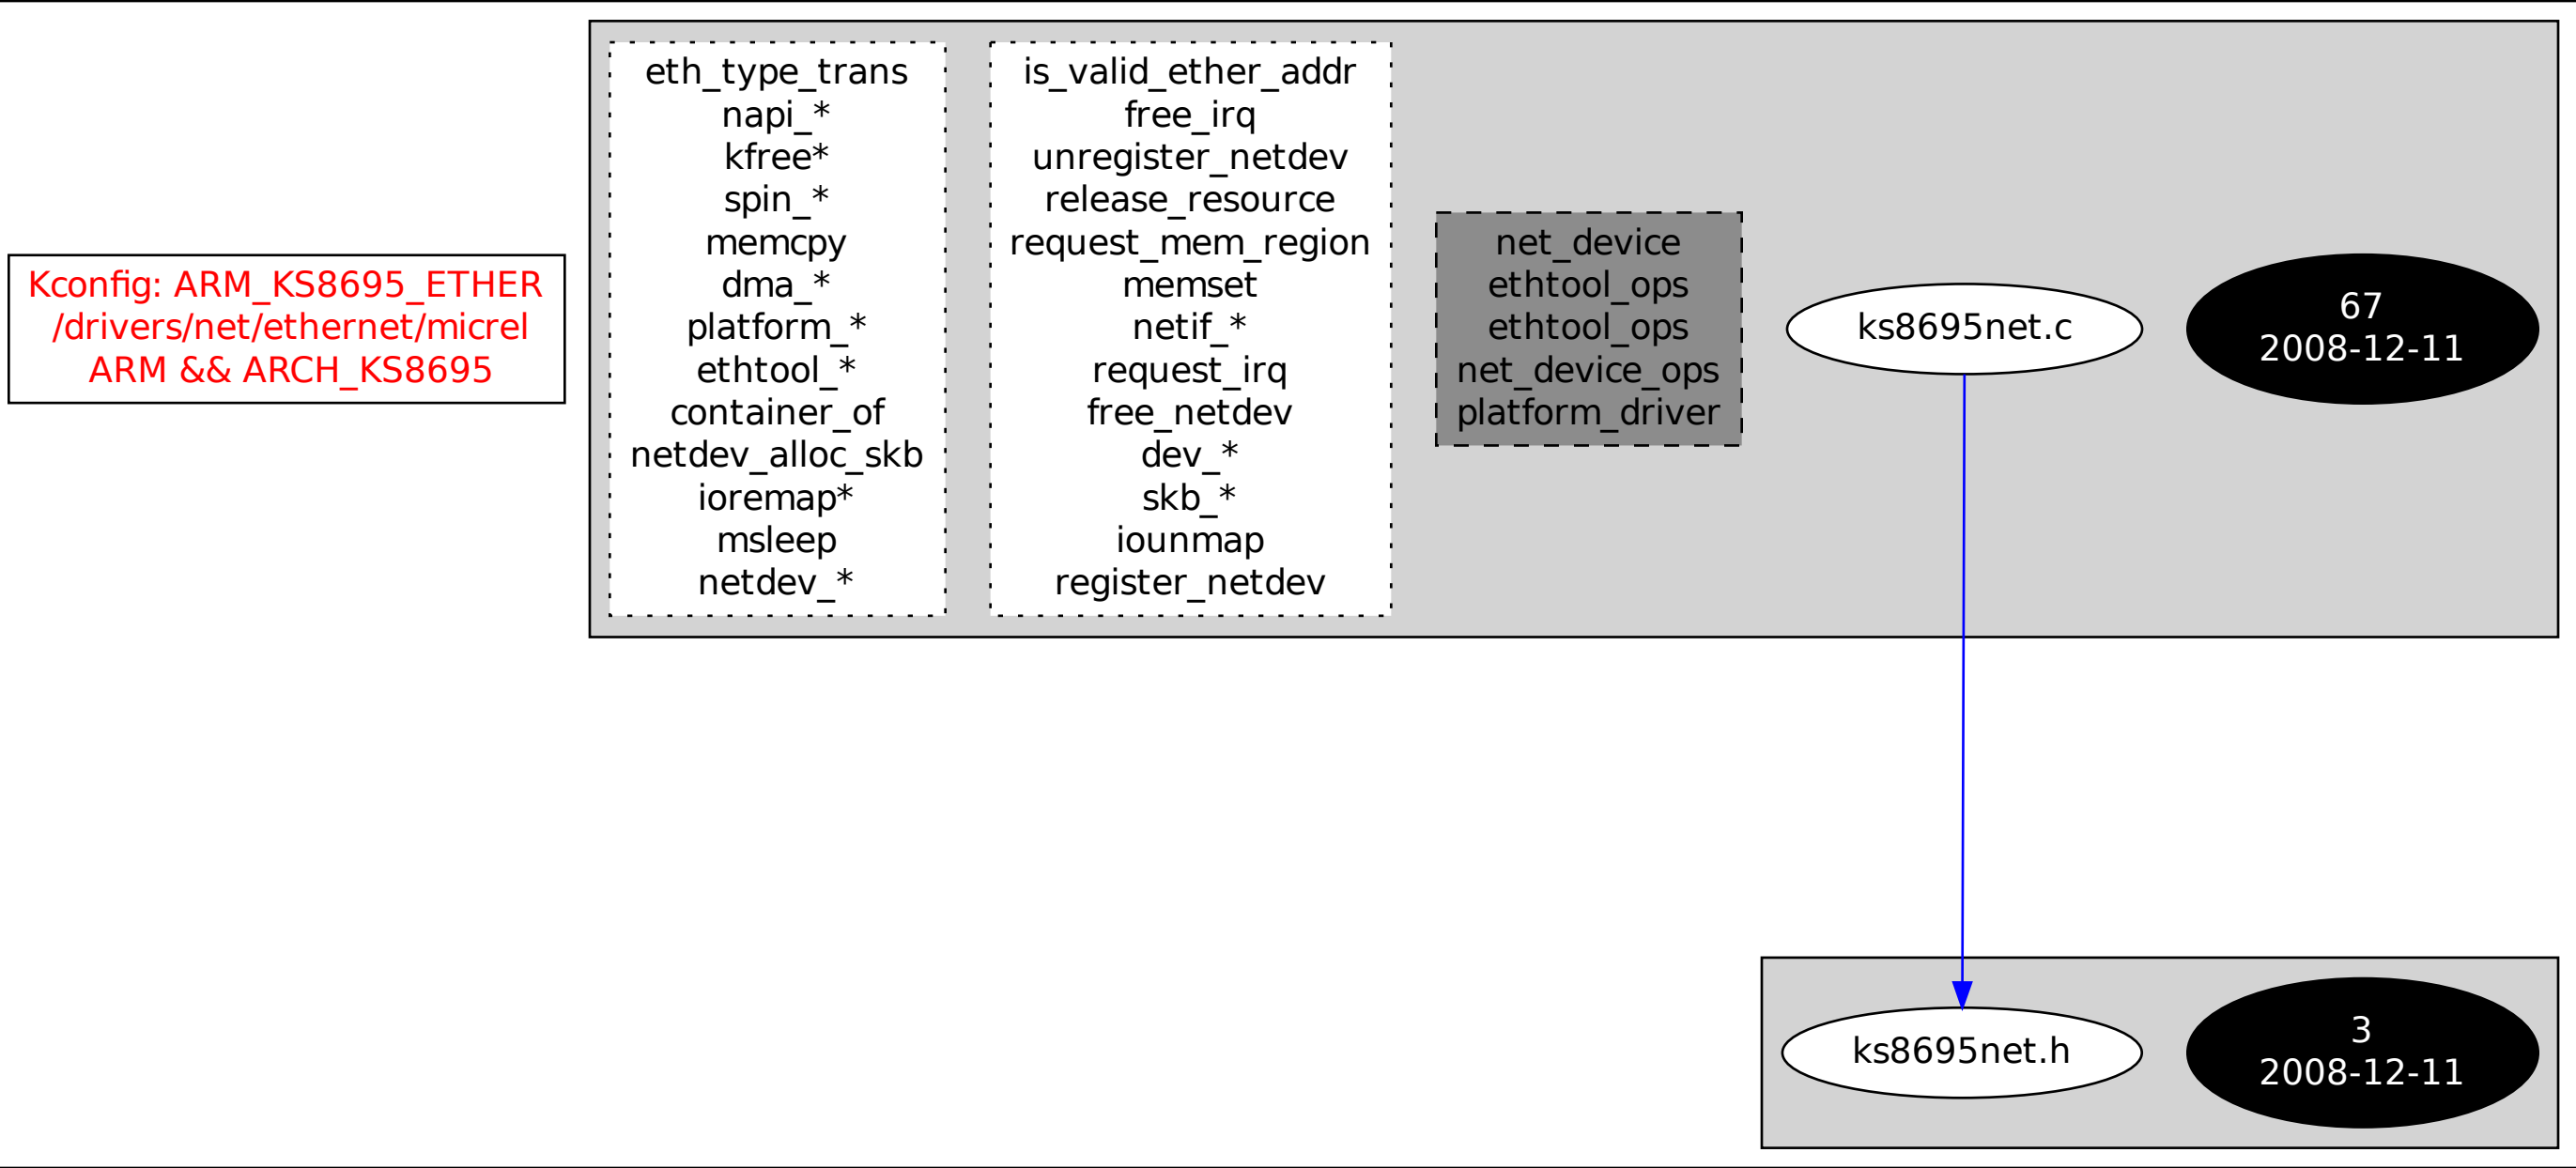 Kconfig: ARM_KS8695_ETHER
/drivers/net/ethernet/micrel
ARM && ARCH_KS8695
eth_type_trans
napi_*
kfree*
spin_*
memcpy
dma_*
platform_*
ethtool_*
container_of
netdev_alloc_skb
ioremap*
msleep
netdev_*
is_valid_ether_addr
free_irq
unregister_netdev
release_resource
request_mem_region
memset
netif_*
request_irq
free_netdev
dev_*
skb_*
iounmap
register_netdev
net_device
ethtool_ops
ethtool_ops
net_device_ops
platform_driver
ks8695net.c
67
2008-12-11
ks8695net.h
3
2008-12-11